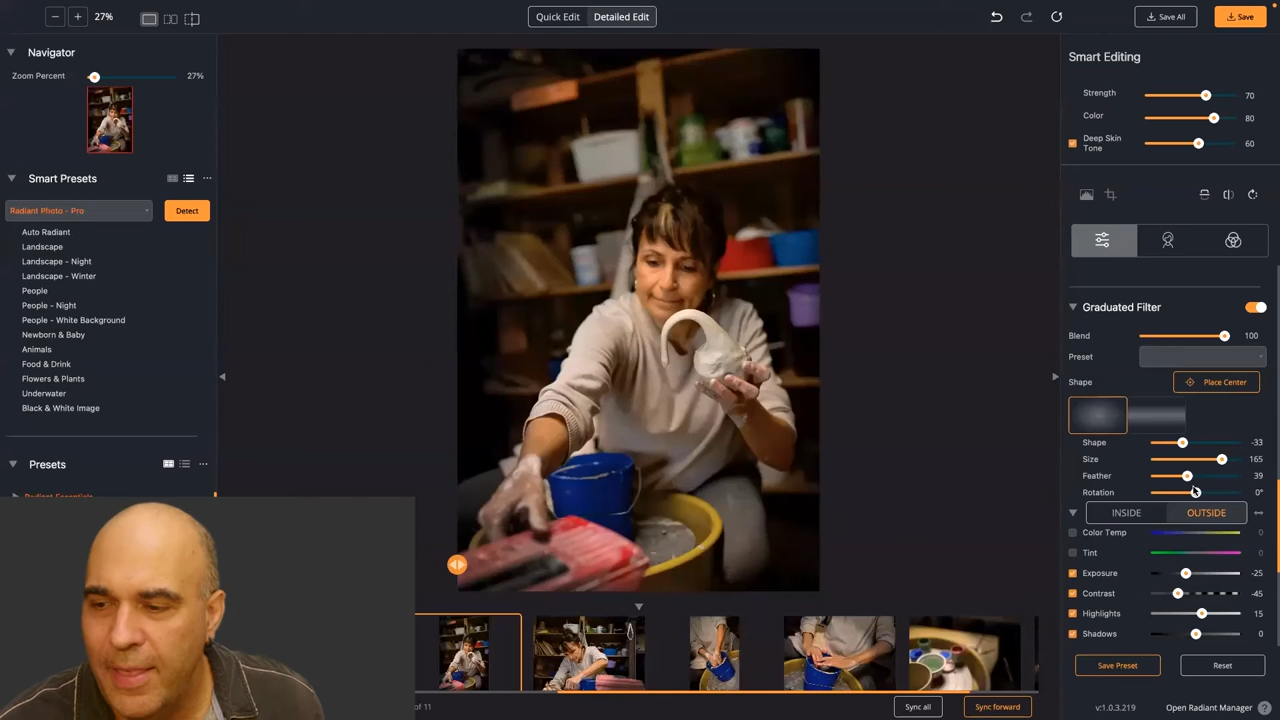 27%
Quick Edit
Detailed Edit
Save All
Save
Navigator
Zoom Percent
27%
Smart Presets
Radiant Photo - Pro
Detect
Auto Radiant
Landscape
Landscape - Night
Landscape - Winter
People
People - Night
People - White Background
Newborn & Baby
Animals
Food & Drink
Flowers & Plants
Underwater
Black & White Image
Presets
Radiant Essentials
of 11
Sync all
Sync forward
Smart Editing
Strength 70
Color 80
Deep Skin
Tone
60
Graduated Filter
Blend 100
Preset
Shape
Place Center
Shape -33
Size 165
Feather 39
Rotation 0°
INSIDE
OUTSIDE
Color Temp 0
Tint 0
Exposure -25
Contrast -45
Highlights 15
Shadows 0
Save Preset
Reset
v:1.0.3.219
Open Radiant Manager
?